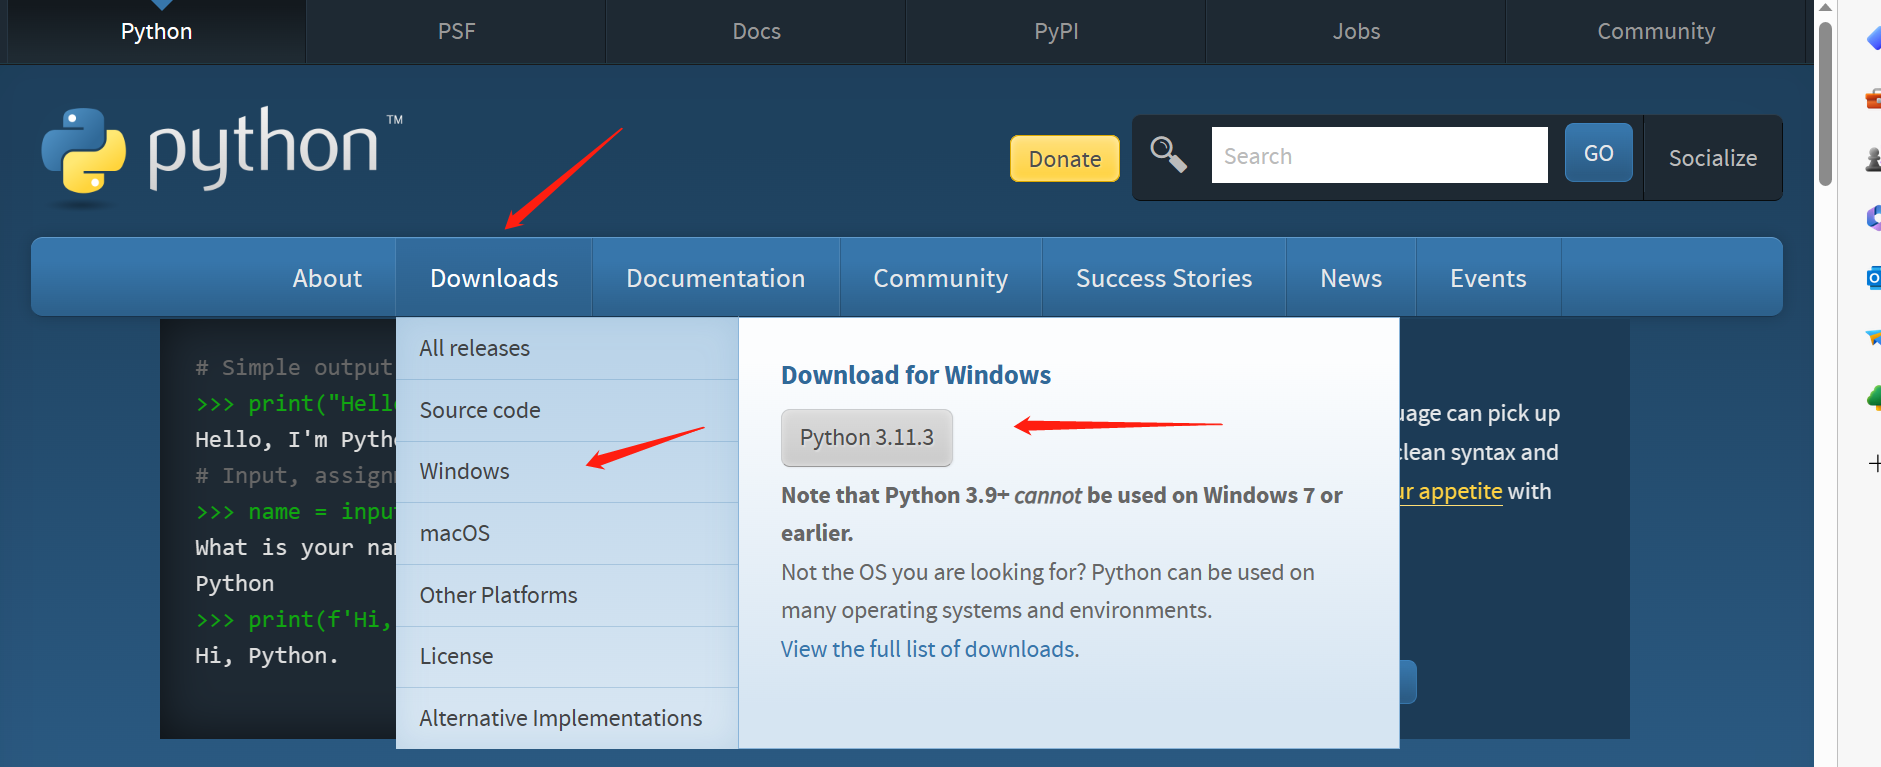 Python
PSF
Docs
PyPI
Jobs
Community
python™
Donate
Search
GO
Socialize
About
Downloads
Documentation
Community
Success Stories
News
Events
# Simple output
>>> print("Hell
Hello, I'm Pyth
# Input, assign
>>> name = inpu
What is your na
Python
>>> print(f'Hi,
Hi, Python.
All releases
Source code
Windows
macOS
Other Platforms
License
Alternative Implementations
Download for Windows
Python 3.11.3
Note that Python 3.9+ cannot be used on Windows 7 or
earlier.
Not the OS you are looking for? Python can be used on
many operating systems and environments.
View the full list of downloads.
uage can pick up
clean syntax and
ur appetite with